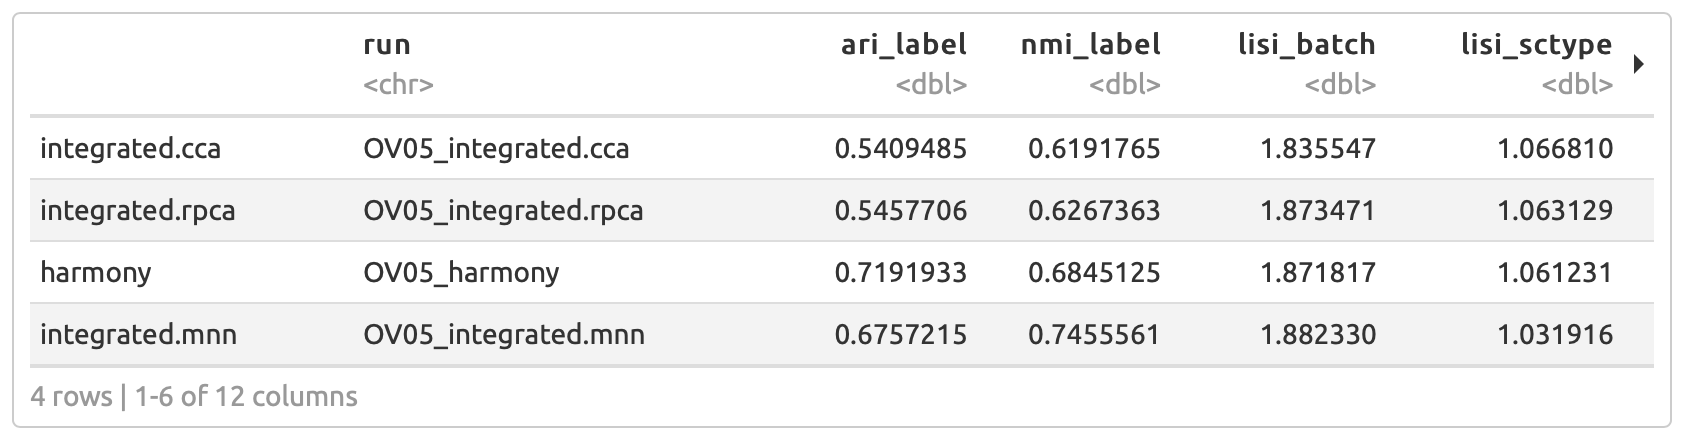 run ari_label nmi_label lisi_batch lisi_sctype
<chr> <dbl> <dbl> <dbl> <dbl>
integrated.cca OV05_integrated.cca 0.5409485 0.6191765 1.835547 1.066810
integrated.rpca OV05_integrated.rpca 0.5457706 0.6267363 1.873471 1.063129
harmony OV05_harmony 0.7191933 0.6845125 1.871817 1.061231
integrated.mnn OV05_integrated.mnn 0.6757215 0.7455561 1.882330 1.031916
4 rows | 1-6 of 12 columns